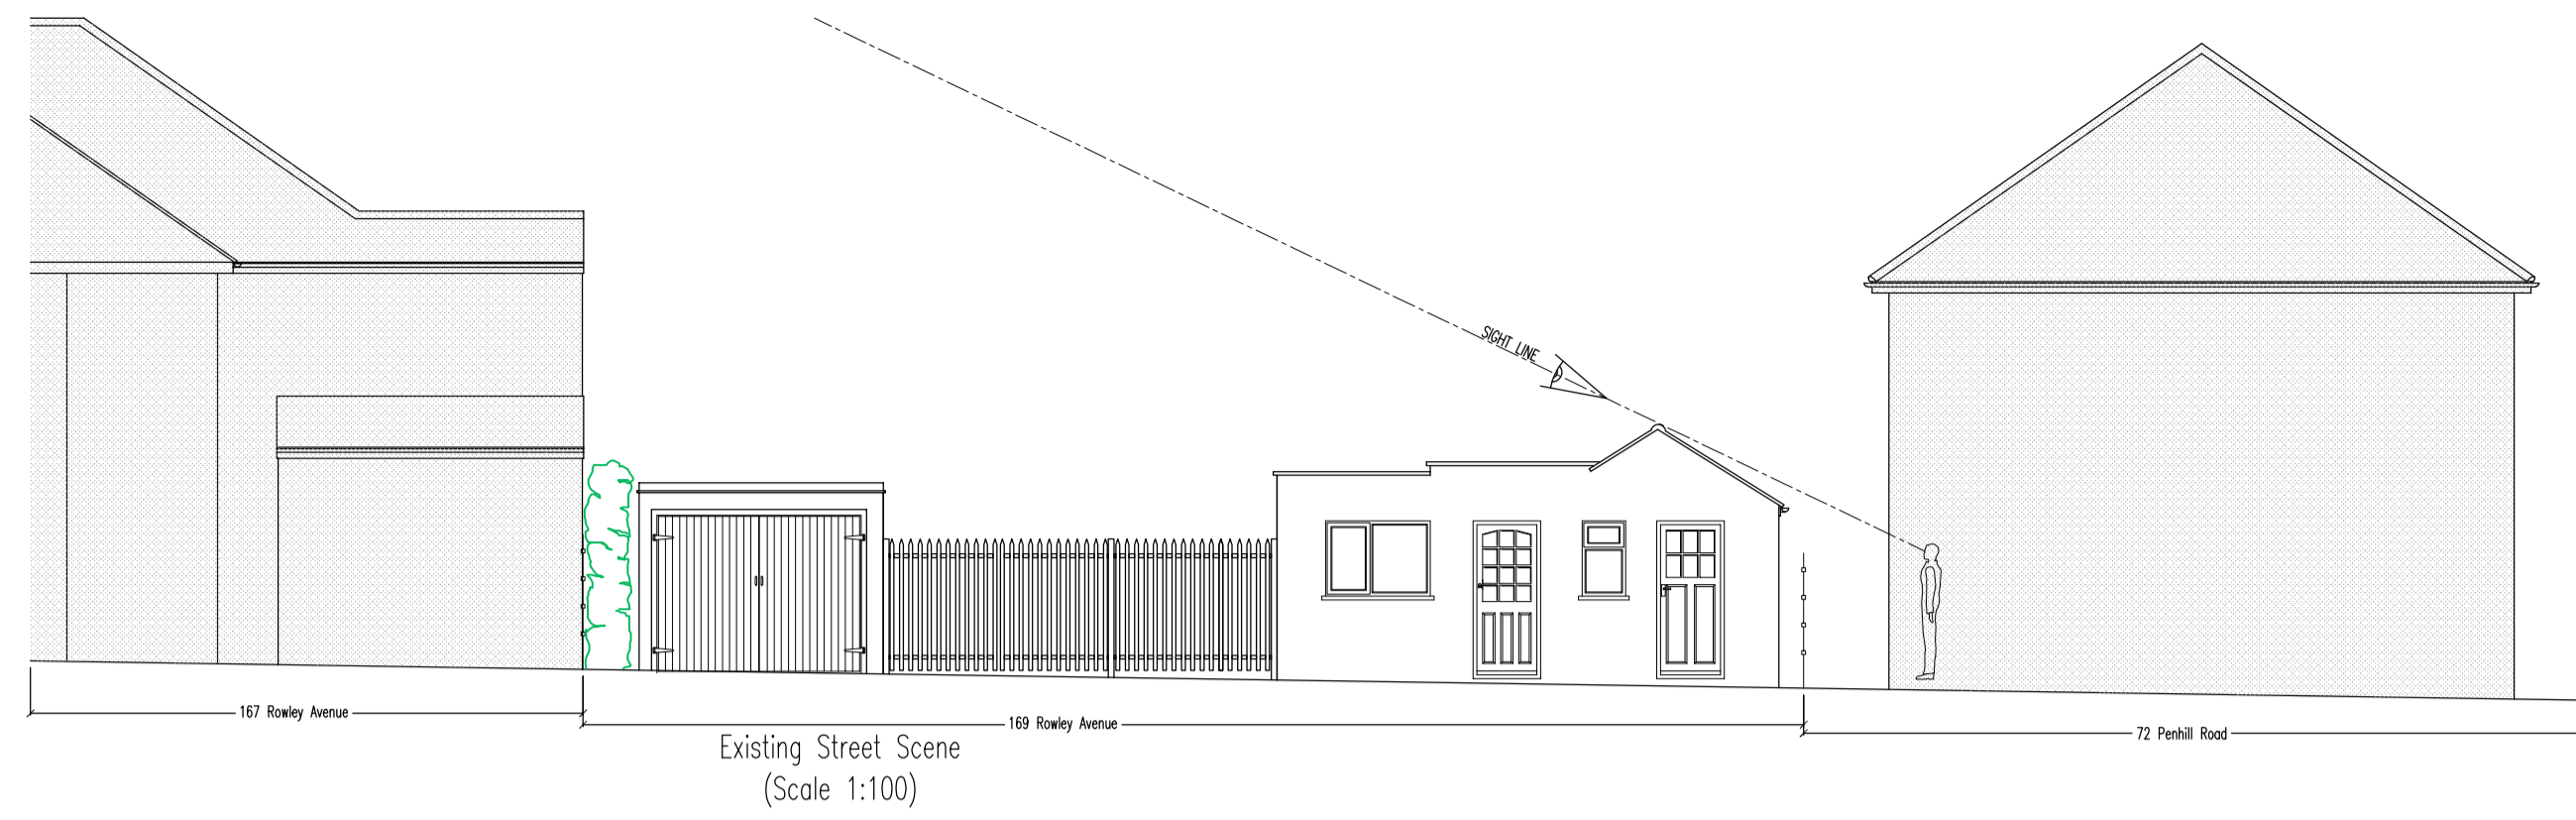 SIGHT LINE
167 Rowley Avenue
169 Rowley Avenue
72 Penhill Road
Existing Street Scene
(Scale 1:100)